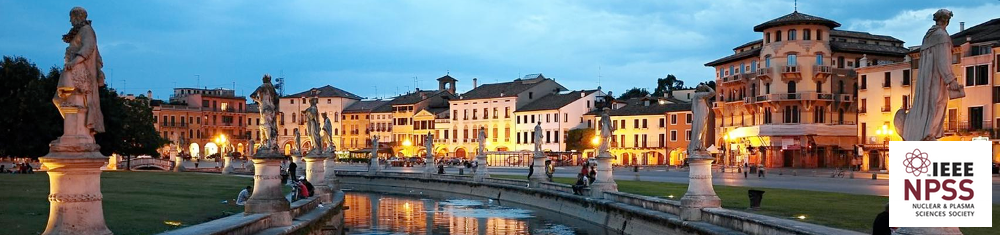 IEEE
NPSS
NUCLEAR & PLASMA
SCIENCES SOCIETY